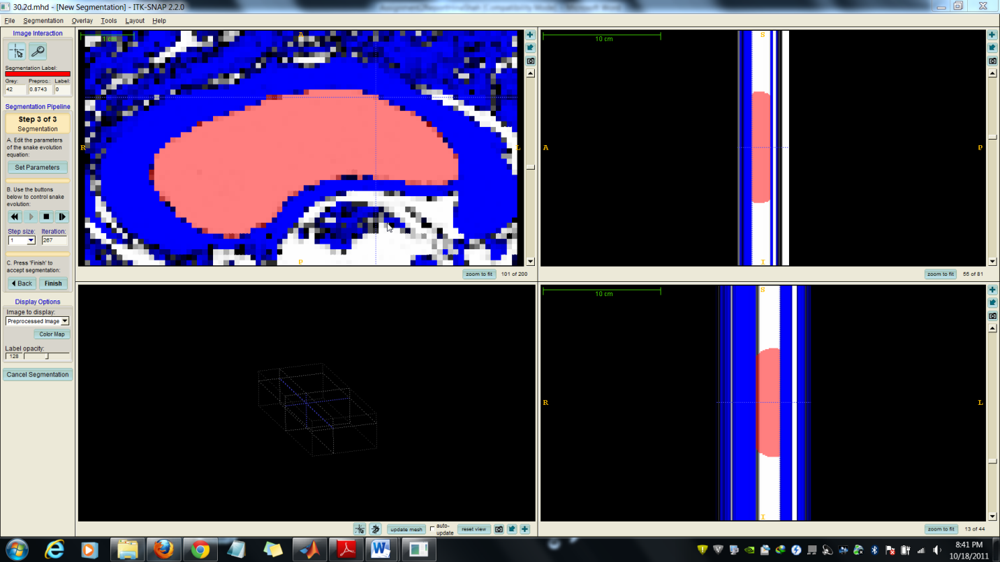 30.2d.mhd - [New Segmentation] - ITK-SNAP 2.2.0
File Segmentation Overlay Tools Layout Help
Image Interaction
Segmentation Label:
Grey: Preproc.: Label:
42 0.8743 0
Segmentation Pipeline
Step 3 of 3
Segmentation
A. Edit the parameters
of the snake evolution
equation:
Set Parameters
B. Use the buttons
below to control snake
evolution:
Step size: Iteration:
1 267
C. Press 'Finish' to
accept segmentation:
Back Finish
Display Options
Image to display:
Preprocessed Image
Color Map
Label opacity:
128
Cancel Segmentation
1 cm
A
R
L
P
zoom to fit 101 of 200
10 cm
S
A
P
I
zoom to fit 55 of 81
update mesh
auto-
update
reset view
10 cm
S
R
L
I
zoom to fit 13 of 44
8:41 PM
10/18/2011